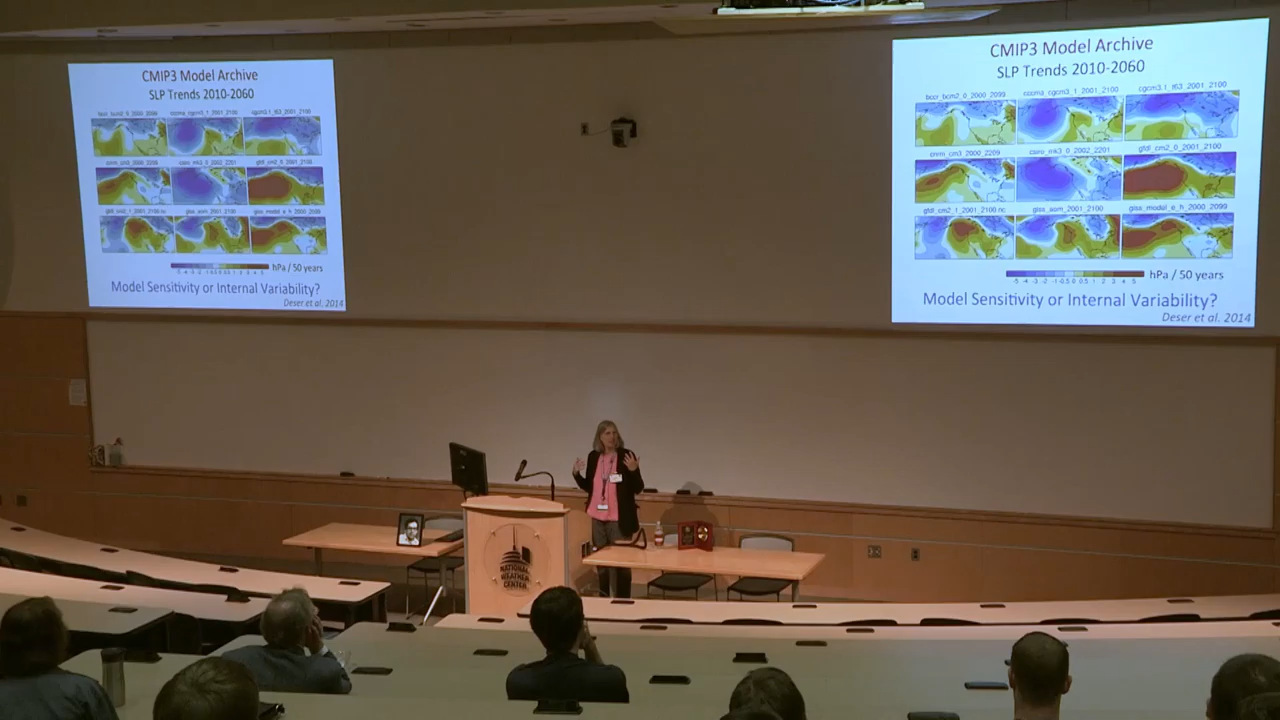 CMIP3 Model Archive
SLP Trends 2010-2060
hPa / 50 years
Model Sensitivity or Internal Variability?
Deser et al. 2014
CMIP3 Model Archive
SLP Trends 2010-2060
bccr_bcm2_0_2000_2099
cccma_cgcm3_1_2001_2100
cgcm3.1_t63_2001_2100
cnrm_cm3_2000_2209
csiro_mk3_0_2002_2201
gfdl_cm2_0_2001_2100
gfdl_cm2_1_2001_2100.nc
giss_aom_2001_2100
giss_model_e_h_2000_2099
hPa / 50 years
Model Sensitivity or Internal Variability?
Deser et al. 2014
NATIONAL
WEATHER
CENTER